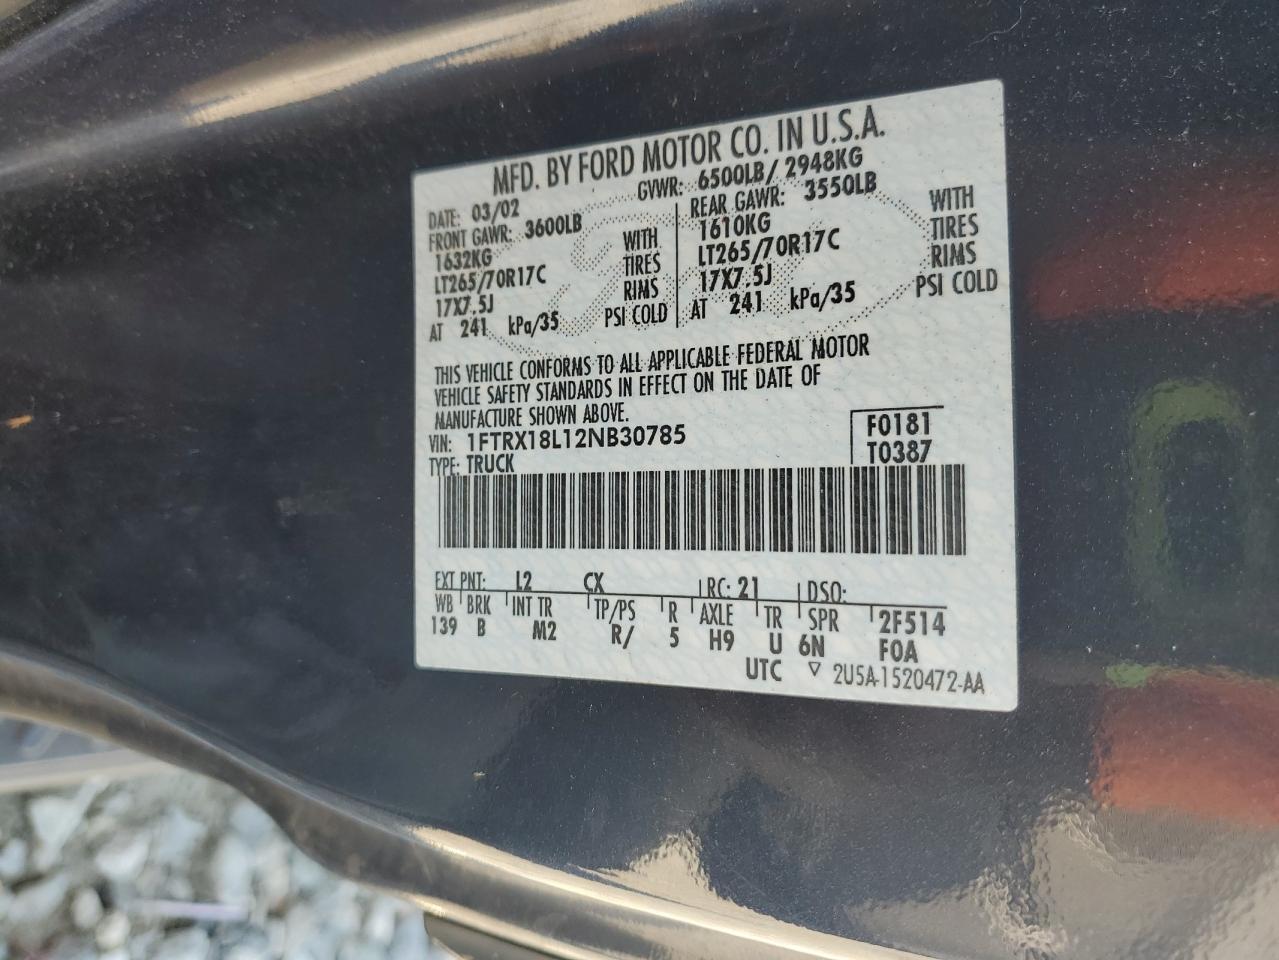 MFD. BY FORD MOTOR CO. IN U.S.A.
DATE: 03/02 GVWR: 6500LB/ 2948KG
FRONT GAWR: 3600LB REAR GAWR: 3550LB
1632KG WITH 1610KG WITH
LT265/70R17C TIRES LT265/70R17C TIRES
17X7.5J RIMS 17X7.5J RIMS
AT 241 kPa/35 PSI COLD AT 241 kPa/35 PSI COLD
THIS VEHICLE CONFORMS TO ALL APPLICABLE FEDERAL MOTOR
VEHICLE SAFETY STANDARDS IN EFFECT ON THE DATE OF
MANUFACTURE SHOWN ABOVE.
VIN: 1FTRX18L12NB30785 F0181
TYPE: TRUCK T0387
EXT PNT: L2 CX RC: 21 DSO:
WB BRK INT TR TP/PS R AXLE TR SPR 2F514
139 B M2 R/ 5 H9 U 6N F0A
UTC ▽ 2U5A-1520472-AA